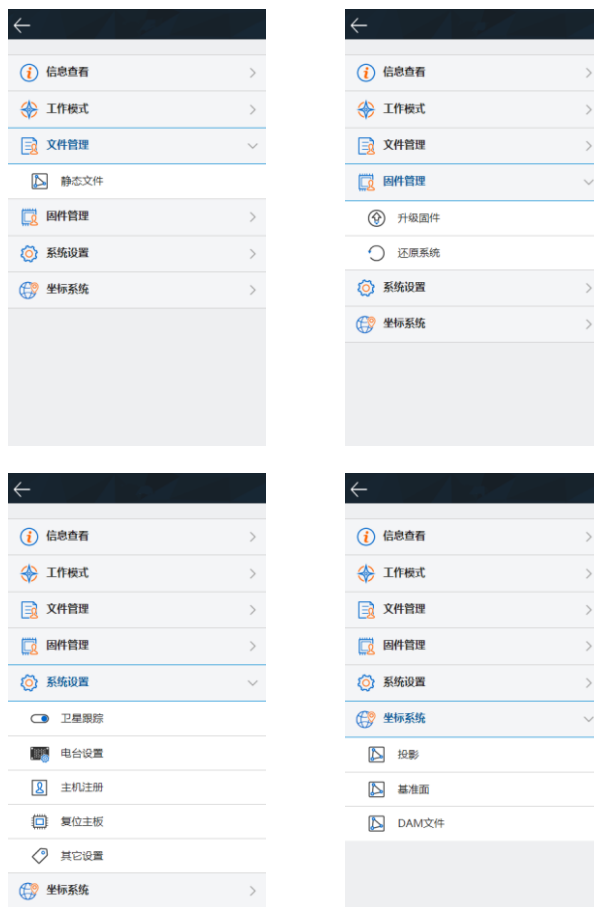 信息查看
工作模式
文件管理
静态文件
固件管理
系统设置
坐标系统
信息查看
工作模式
文件管理
固件管理
升级固件
还原系统
系统设置
坐标系统
信息查看
工作模式
文件管理
固件管理
系统设置
卫星跟踪
电台设置
主机注册
复位主板
其它设置
坐标系统
信息查看
工作模式
文件管理
固件管理
系统设置
坐标系统
投影
基准面
DAM文件